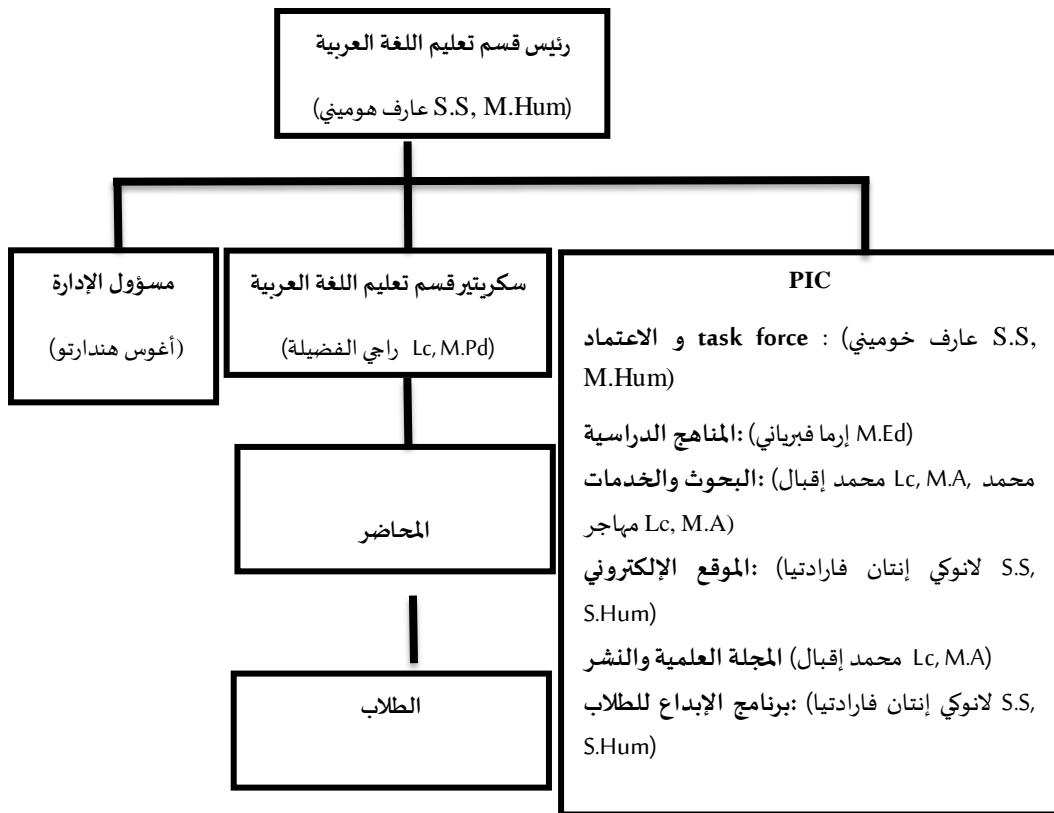 رئيس قسم تعليم اللغة العربية
(عارف هوميني S.S, M.Hum)
مسؤول الإدارة
(أغوس هندارتو)
سكريتير قسم تعليم اللغة العربية
(راجي الفضيلة Lc, M.Pd)
المحاضر
الطلاب
PIC
task force و الاعتماد : (عارف خوميني S.S,
M.Hum)
المناهج الدراسية: (إرما فبرياني M.Ed)
البحوث والخدمات: (محمد إقبال Lc, M.A, محمد
مهاجر Lc, M.A)
الموقع الإلكتروني: (لانوكي إنتان فارادتيا S.S,
S.Hum)
المجلة العلمية والنشر (محمد إقبال Lc, M.A)
برنامج الإبداع للطلاب: (لانوكي إنتان فارادتيا S.S,
S.Hum)